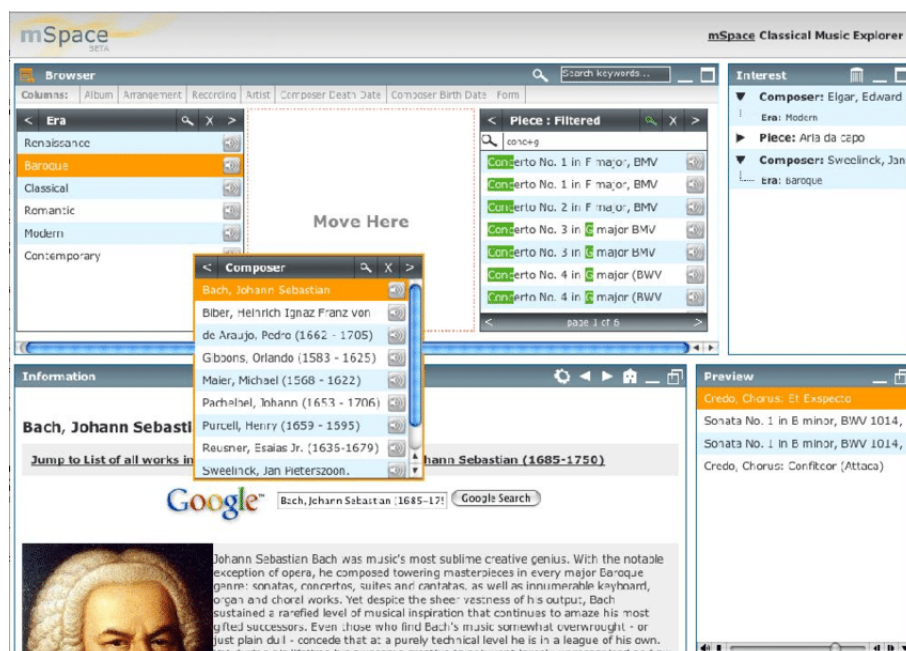 mSpace
BETA
mSpace Classical Music Explorer
Browser
Search keywords...
Columns: Album Arrangement Recording Artist Composer Death Date Composer Birth Date Form
< Era X >
Renaissance
Baroque
Classical
Romantic
Modern
Contemporary
Move Here
< Piece : Filtered X >
conc+g
Concerto No. 1 in F major, BMV
Concerto No. 1 in F major, BMV
Concerto No. 2 in F major, BMV
Concerto No. 3 in G major BMV
Concerto No. 3 in G major BMV
Concerto No. 4 in G major (BWV
Concerto No. 4 in G major (BWV
< page 1 of 6 >
< Composer X >
Bach, Johann Sebastian
Biber, Heinrich Ignaz Franz von
de Araujo, Pedro (1662 - 1705)
Gibbons, Orlando (1583 - 1625)
Maier, Michael (1568 - 1622)
Pachelbel, Johann (1653 - 1706)
Purcell, Henry (1659 - 1595)
Reusner, Esaias Jr. (1635-1679)
Sweelinck, Jan Pieterszoon.
Interest
Composer: Elgar, Edward
Era: Modern
Piece: Aria da capo
Composer: Sweelinck, Jan
Era: Baroque
Information
Bach, Johann Sebasti
Jump to List of all works in hann Sebastian (1685-1750)
Google™ Bach, Johann Sebastian (1685-175 Google Search
Johann Sebastian Bach was music's most sublime creative genius. With the notable
exception of opera, he composed towering masterpieces in every major Baroque
genre: sonatas, concertos, suites and cantatas, as well as innumerable keyboard,
organ and choral works. Yet despite the sheer vastness of his output, Bach
sustained a rarefied level of musical inspiration that continues to amaze his most
gifted successors. Even those who find Bach's music somewhat overwrought - or
just plain dull - concede that at a purely technical level he is in a league of his own.
Preview
Credo, Chorus: Et Exspecto
Sonata No. 1 in B minor, BWV 1014,
Sonata No. 1 in B minor, BWV 1014,
Credo, Chorus: Confitcor (Attaca)